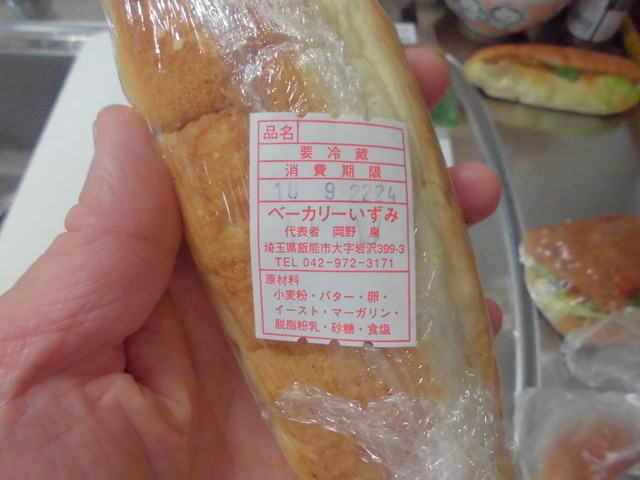 品名
要冷蔵
消費期限
18 9 2224
ベーカリーいずみ
代表者 岡野 泉
埼玉県飯能市大字岩沢399-3
TEL 042-972-3171
原材料
小麦粉・バター・卵・
イースト・マーガリン・
脱脂粉乳・砂糖・食塩